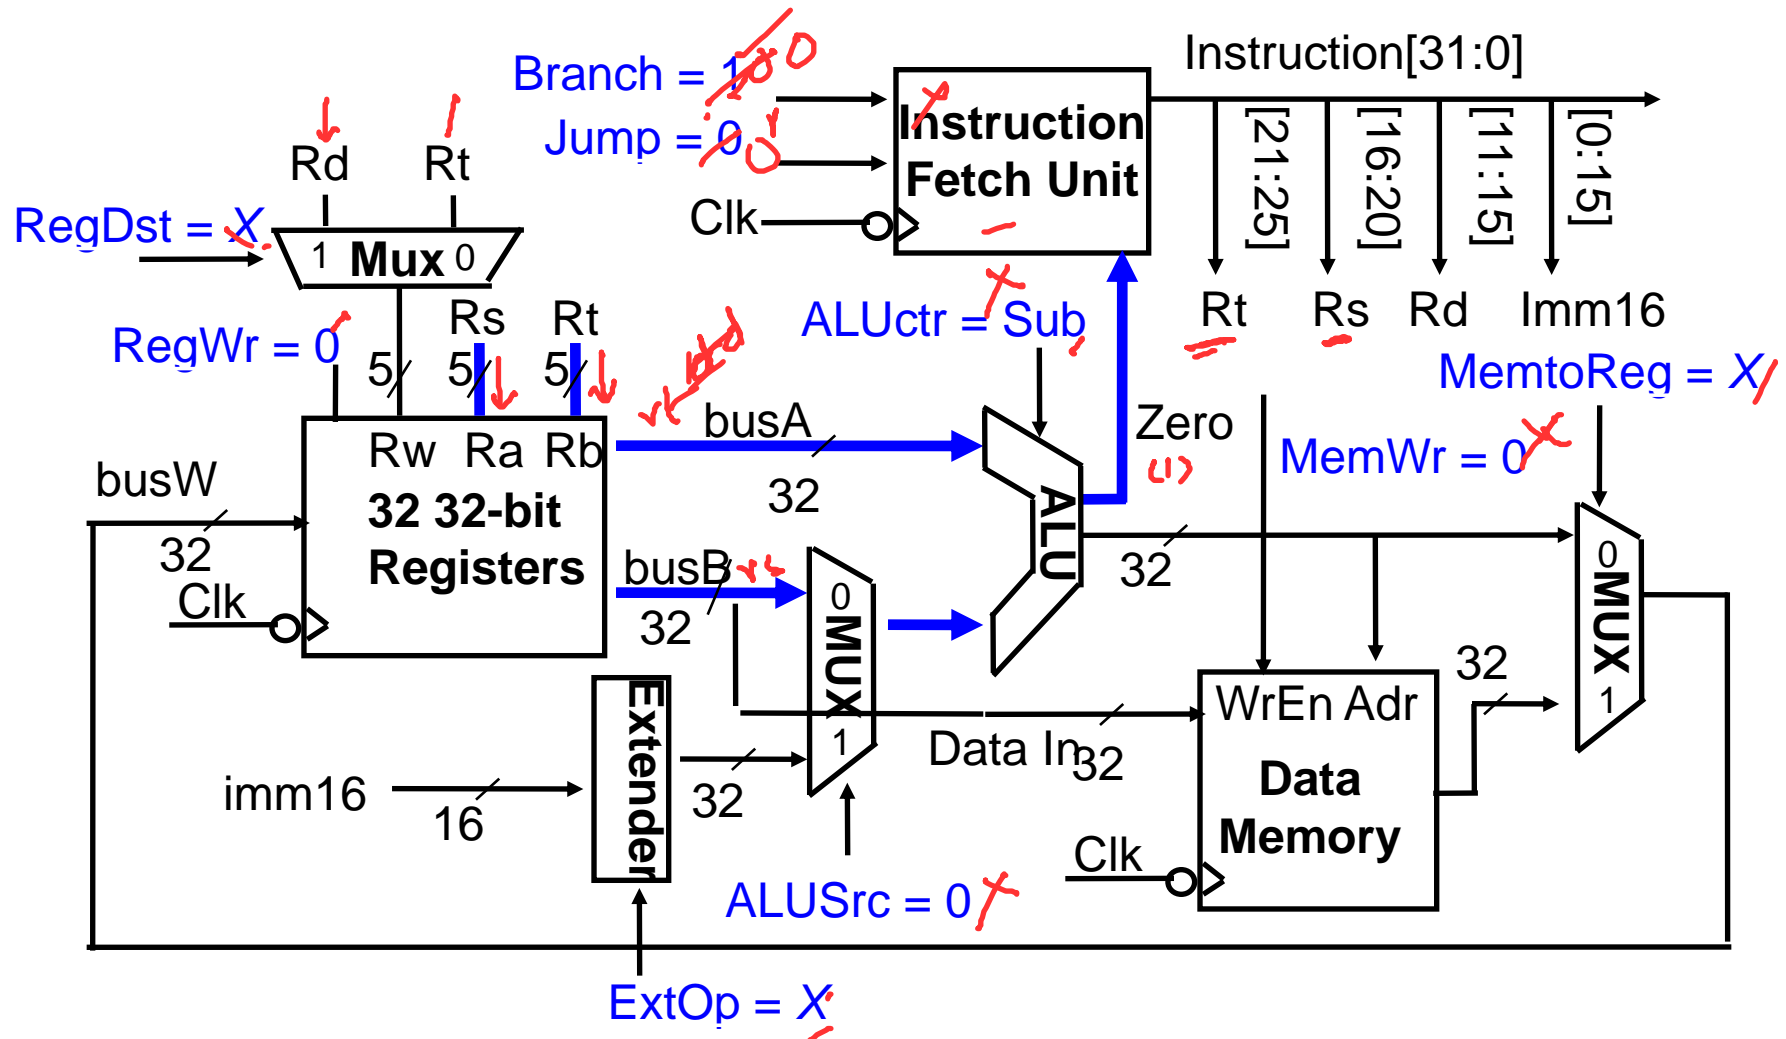 Instruction[31:0]
Branch = 1
Jump = 0
Clk
Instruction
Fetch Unit
[21:25]
[16:20]
[11:15]
[0:15]
Rt
Rs
Rd
Imm16
Rd
Rt
RegDst = X
1 Mux 0
RegWr = 0
5
5
5
Rs
Rt
ALUctr = Sub
MemtoReg = X
busA
32
Zero
(1)
MemWr = 0
busW
32
Rw Ra Rb
32 32-bit
Registers
Clk
busB
32
0
MUX
1
ALU
32
0
MUX
1
32
WrEn Adr
Data In
32
Data
Memory
Clk
imm16
16
Extender
32
ALUSrc = 0
ExtOp = X